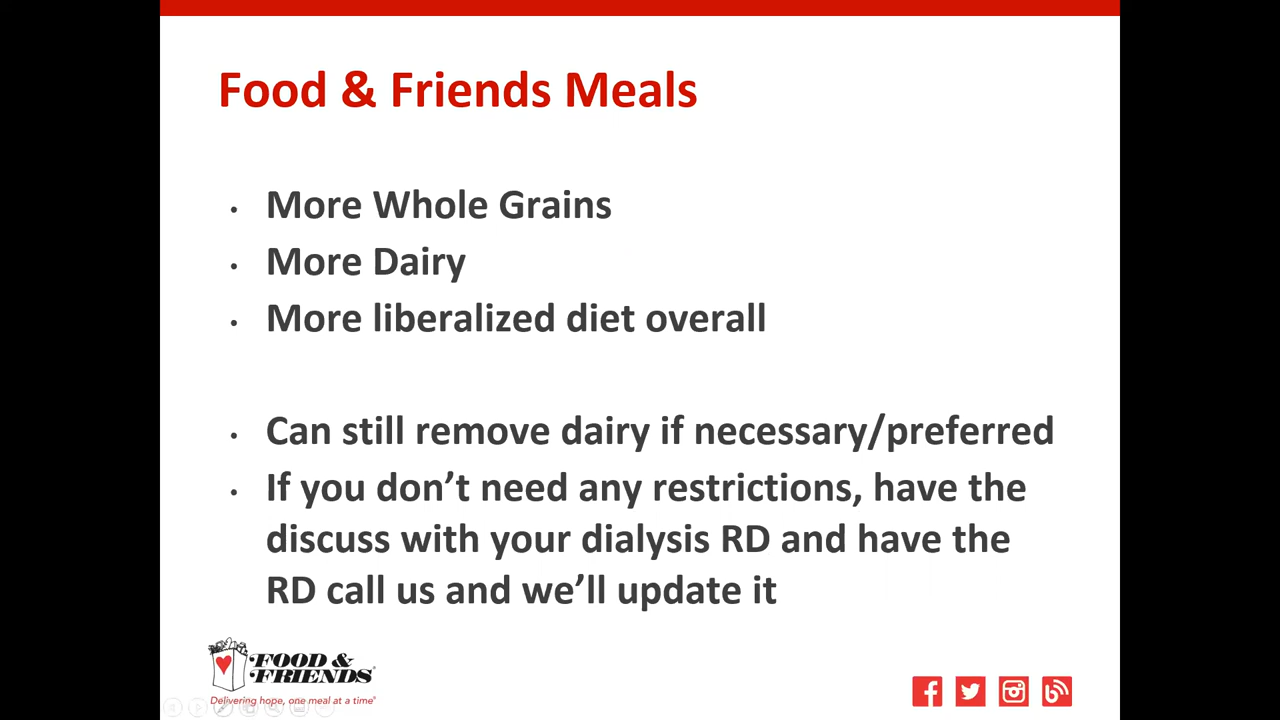 Food & Friends Meals
• More Whole Grains
• More Dairy
• More liberalized diet overall
• Can still remove dairy if necessary/preferred
• If you don’t need any restrictions, have the
discuss with your dialysis RD and have the
RD call us and we’ll update it
FOOD &
FRIENDS®
Delivering hope, one meal at a time®